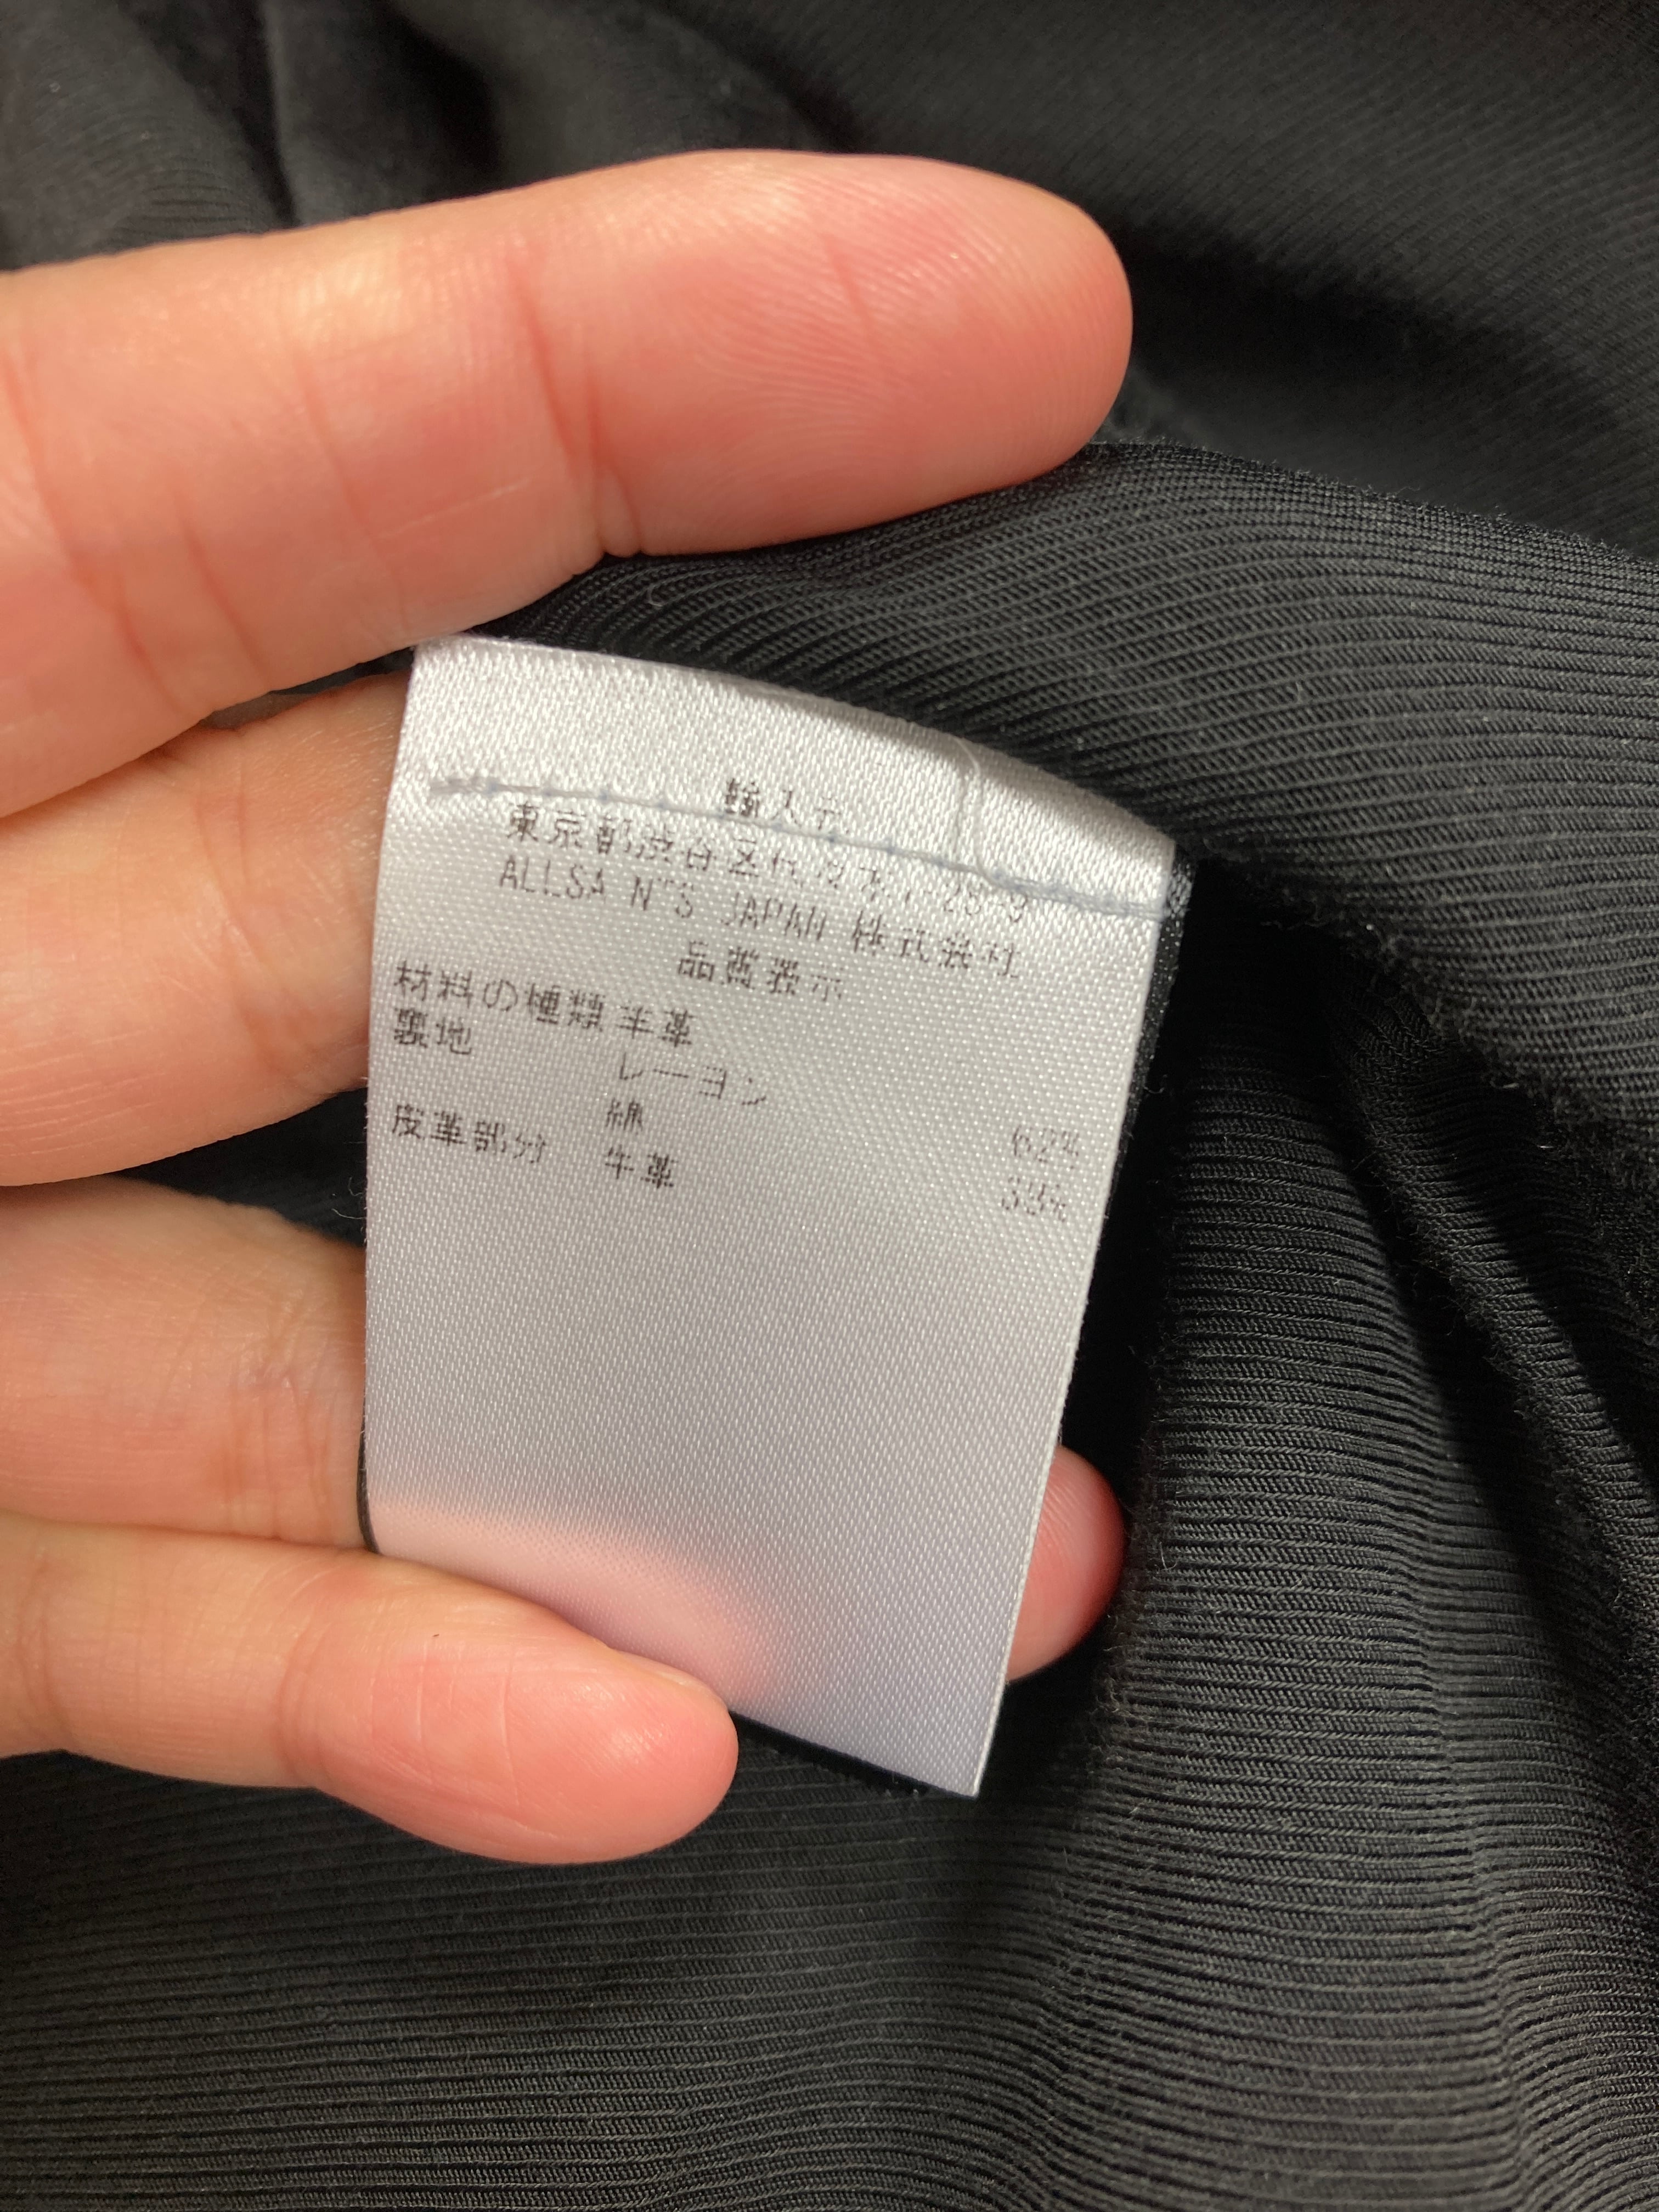 輸入元
東京都渋谷区
ALLSA N"S JAPAN 株式会社
品質表示
材料の種類 羊革
裏地 レーヨン 62%
綿
皮革部分 牛革